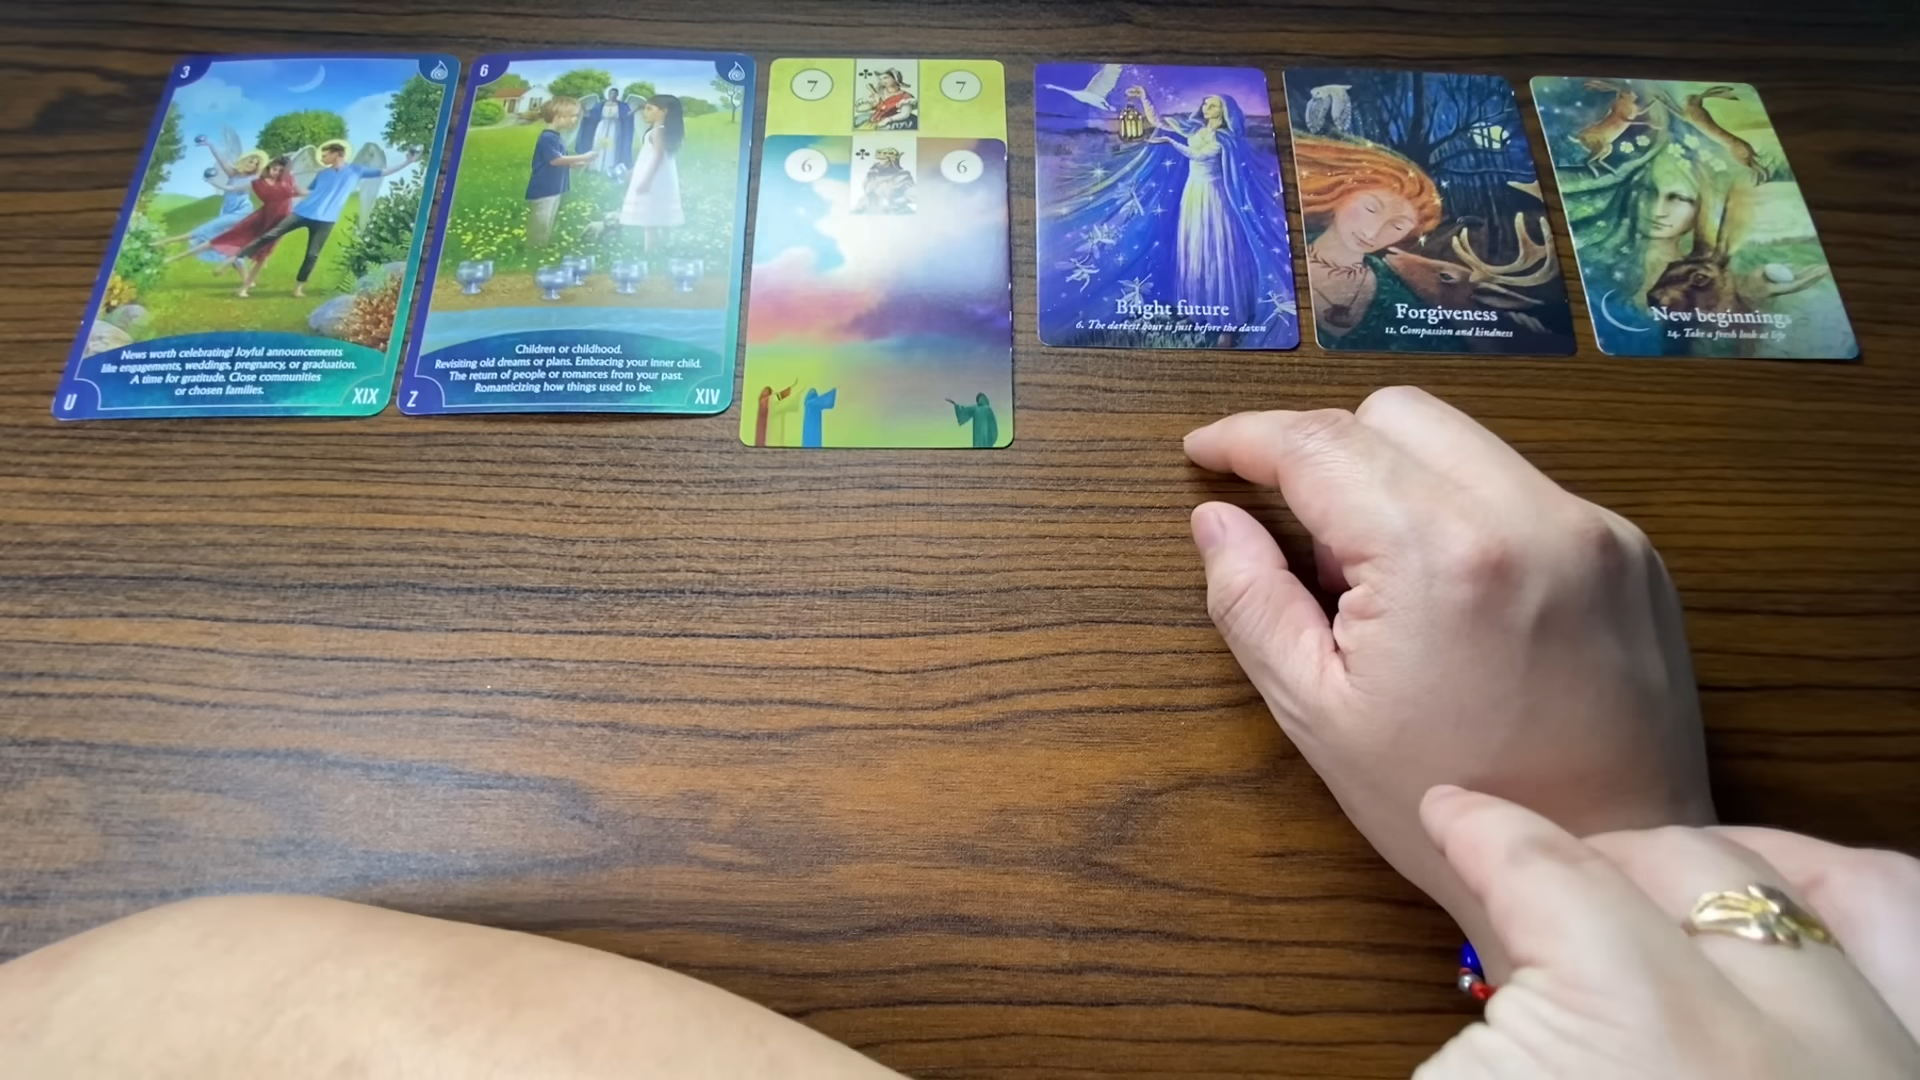 3
News worth celebrating! Joyful announcements
like engagements, weddings, pregnancy, or graduation.
A time for gratitude. Close communities
or chosen families.
U
XIX
6
Children or childhood.
Revisiting old dreams or plans. Embracing your inner child.
The return of people or romances from your past.
Romanticizing how things used to be.
Z
XIV
7
7
6
6
Bright future
6. The darkest hour is just before the dawn
Forgiveness
12. Compassion and kindness
New beginnings
24. Take a fresh look at life